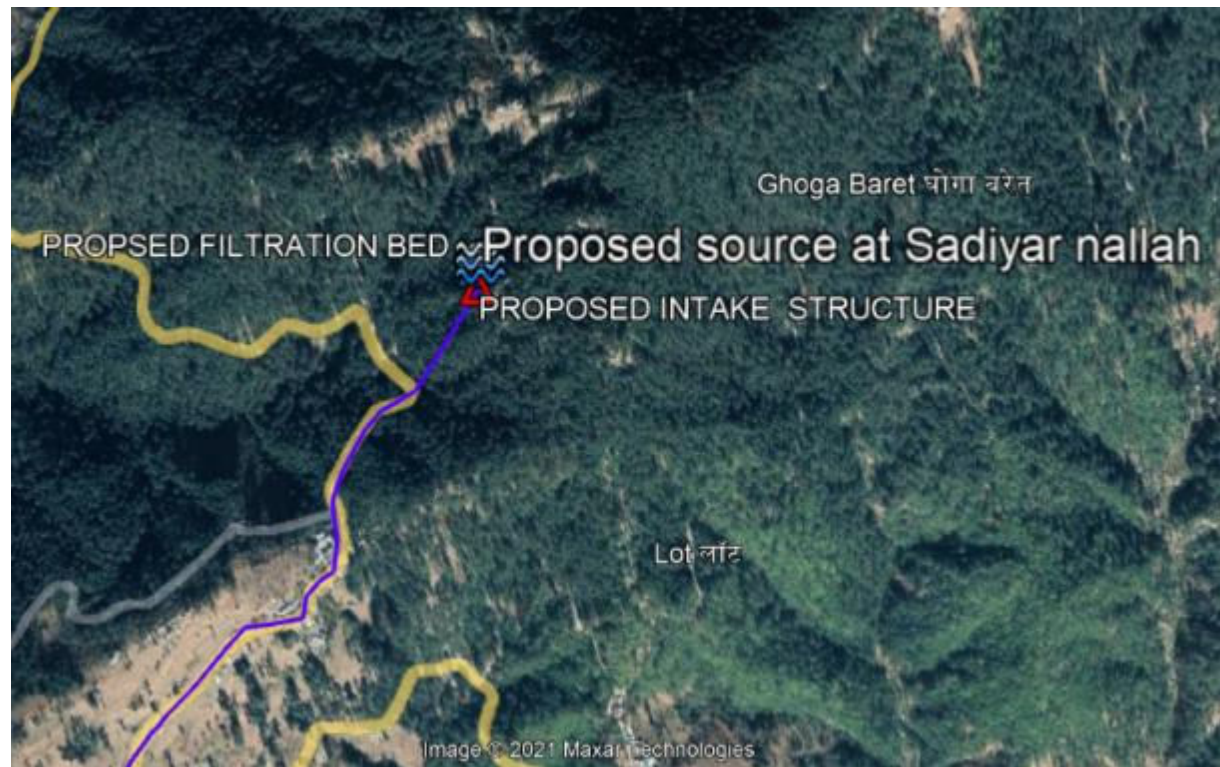 Ghoga Baret घोगा बरेत
PROPSED FILTRATION BED
Proposed source at Sadiyar nallah
PROPOSED INTAKE STRUCTURE
Lot लॉट
Image © 2021 Maxar Technologies